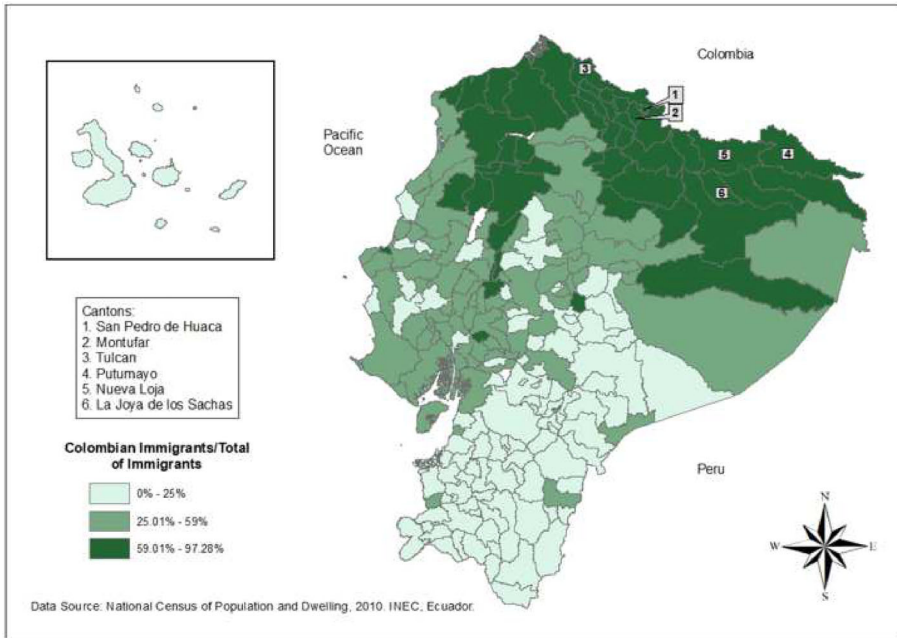 Colombia
3
1
2
Pacific
Ocean
5
4
6
Cantons:
1. San Pedro de Huaca
2. Montufar
3. Tulcan
4. Putumayo
5. Nueva Loja
6. La Joya de los Sachas
Colombian Immigrants/Total
of Immigrants
0% - 25%
25.01% - 59%
59.01% - 97.28%
Peru
N
W
E
S
Data Source: National Census of Population and Dwelling, 2010. INEC, Ecuador.